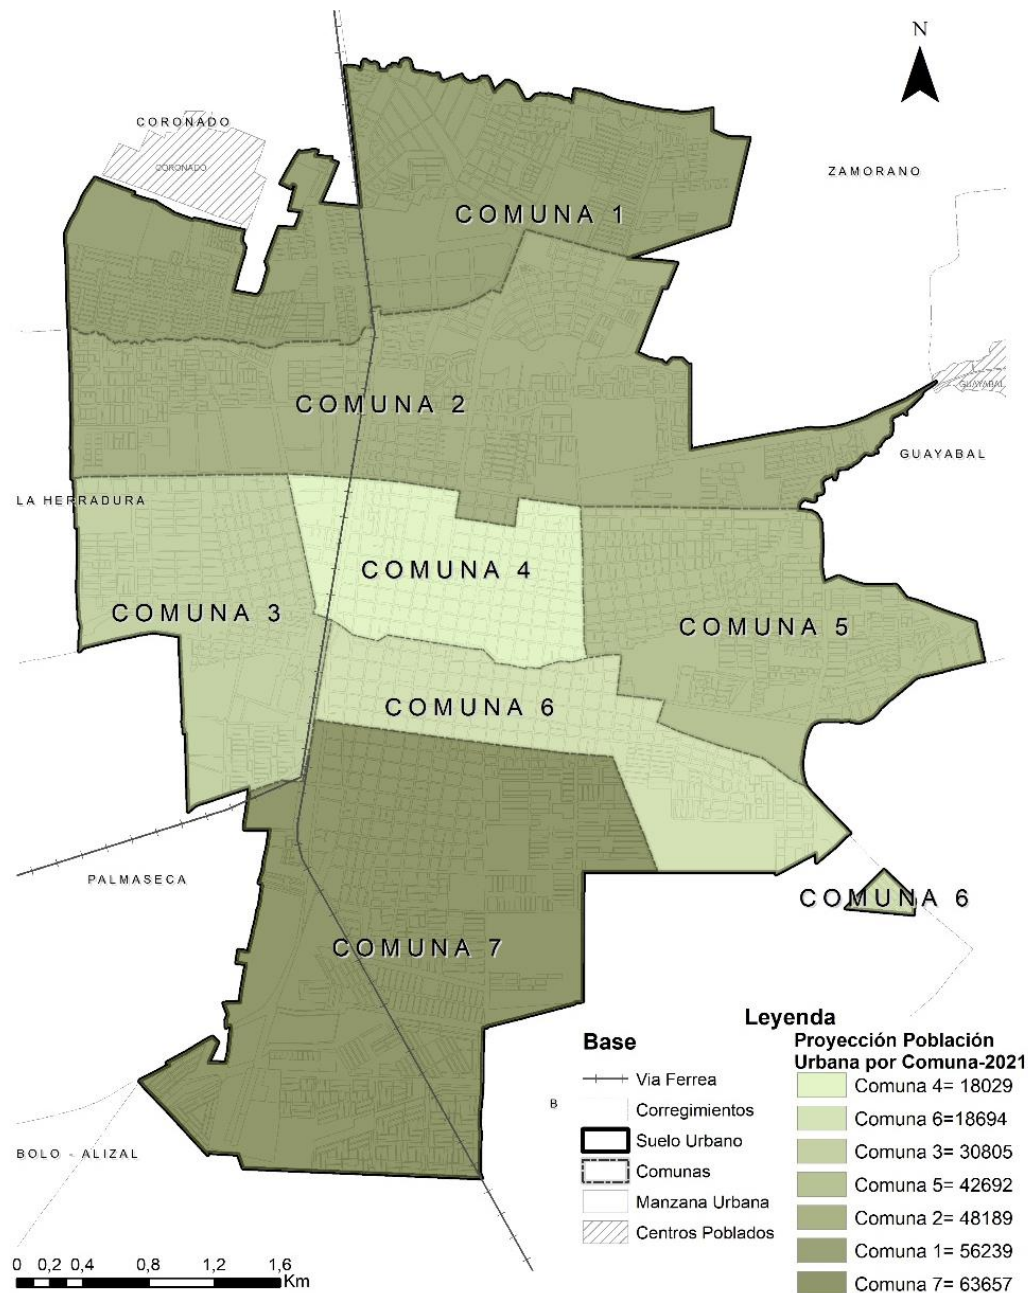 N
CORONADO
CORONADO
ZAMORANO
COMUNA 1
COMUNA 2
GUAYABAL
GUAYABAL
LA HERRADURA
COMUNA 4
COMUNA 3
COMUNA 5
COMUNA 6
PALMASECA
COMUNA 6
COMUNA 7
BOLO - ALIZAL
B
Leyenda
Base
Via Ferrea
Corregimientos
Suelo Urbano
Comunas
Manzana Urbana
Centros Poblados
Proyección Población
Urbana por Comuna-2021
Comuna 4= 18029
Comuna 6=18694
Comuna 3= 30805
Comuna 5= 42692
Comuna 2= 48189
Comuna 1= 56239
Comuna 7= 63657
0 0,2 0,4 0,8 1,2 1,6
Km